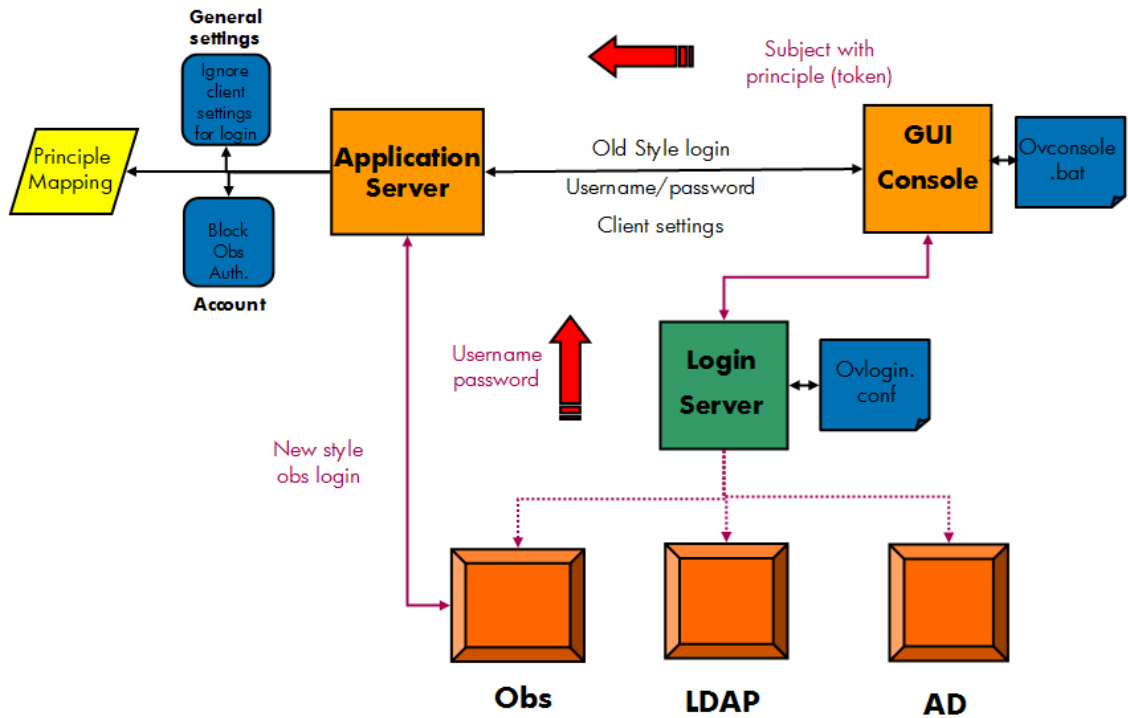 General
settings
Ignore
client
settings
for login
Principle
Mapping
Block
Obs
Auth.
Account
Application
Server
Subject with
principle (token)
Old Style login
Username/password
Client settings
GUI
Console
Ovconsole
.bat
Username
password
Login
Server
Ovlogin.
conf
New style
obs login
Obs
LDAP
AD